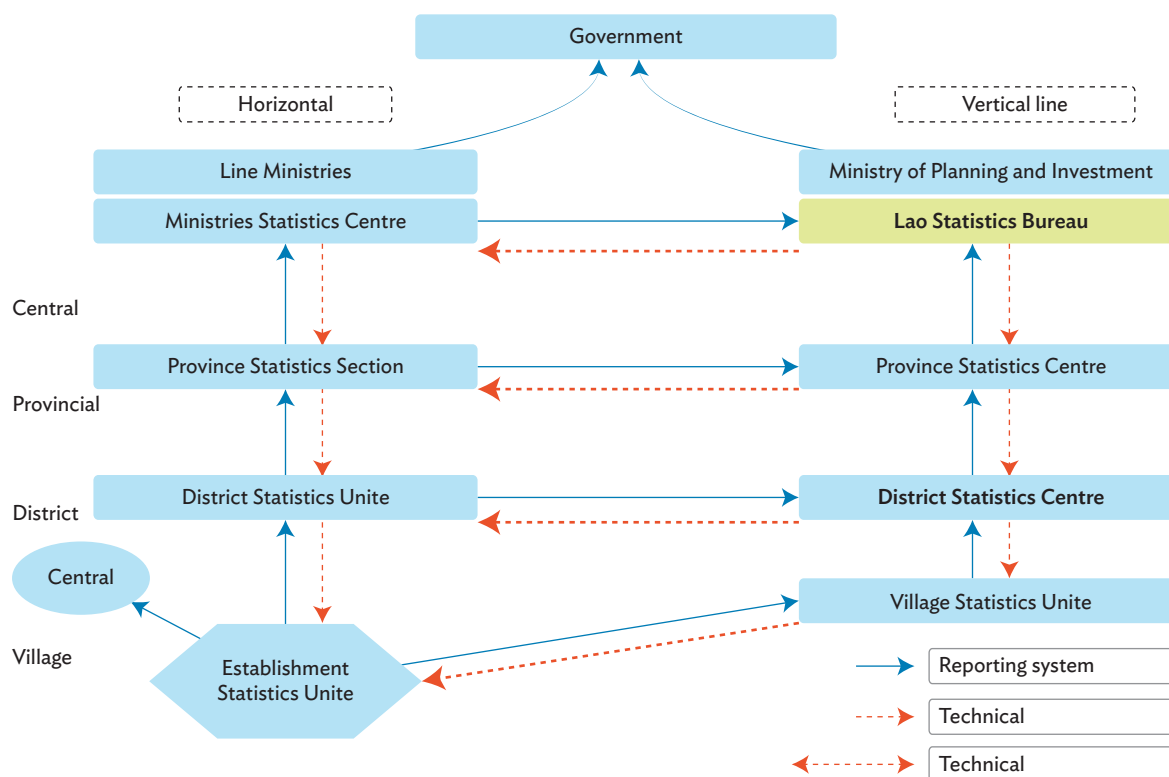 Government
Horizontal
Vertical line
Line Ministries
Ministry of Planning and Investment
Ministries Statistics Centre
Lao Statistics Bureau
Central
Province Statistics Section
Province Statistics Centre
Provincial
District Statistics Unite
District Statistics Centre
District
Central
Village Statistics Unite
Village
Establishment
Statistics Unite
Reporting system
Technical
Technical